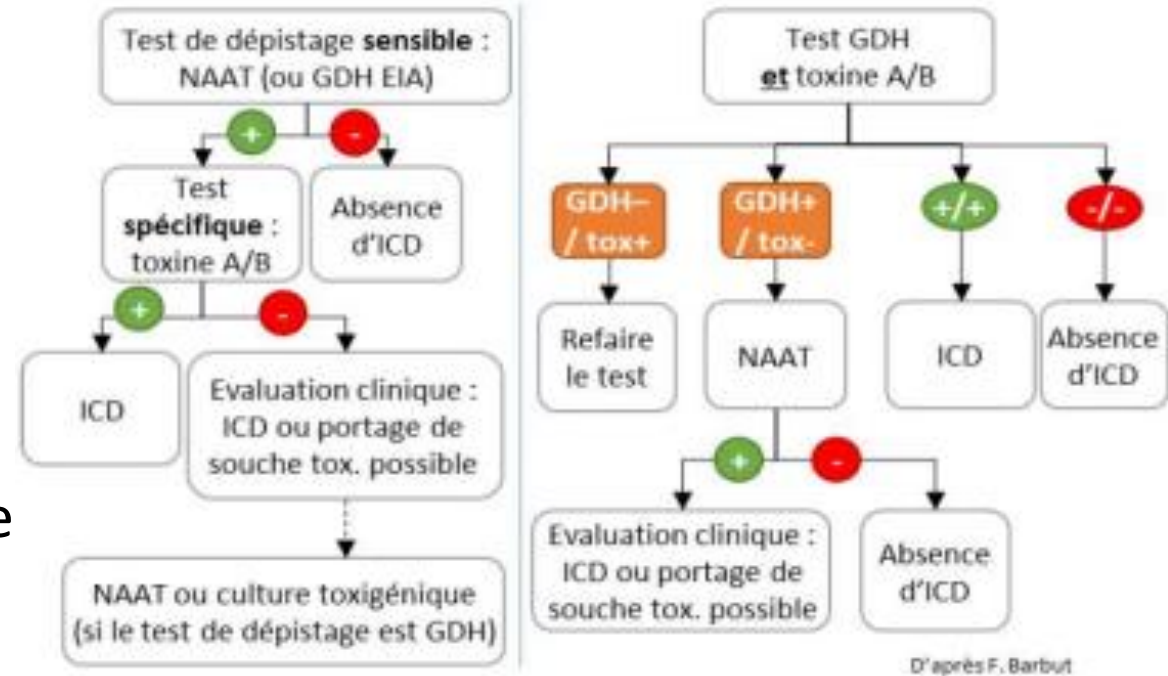 Test de dépistage sensible :
NAAT (ou GDH EIA)
+
-
Test
spécifique :
toxine A/B
Absence
d'ICD
+
-
ICD
Evaluation clinique :
ICD ou portage de
souche tox. possible
e
NAAT ou culture toxigénique
(si le test de dépistage est GDH)
Test GDH
et toxine A/B
GDH–
/ tox+
GDH+
/ tox-
+/+
-/-
Refaire
le test
NAAT
ICD
Absence
d'ICD
+
-
Evaluation clinique :
ICD ou portage de
souche tox. possible
Absence
d'ICD
D'après F. Barbut